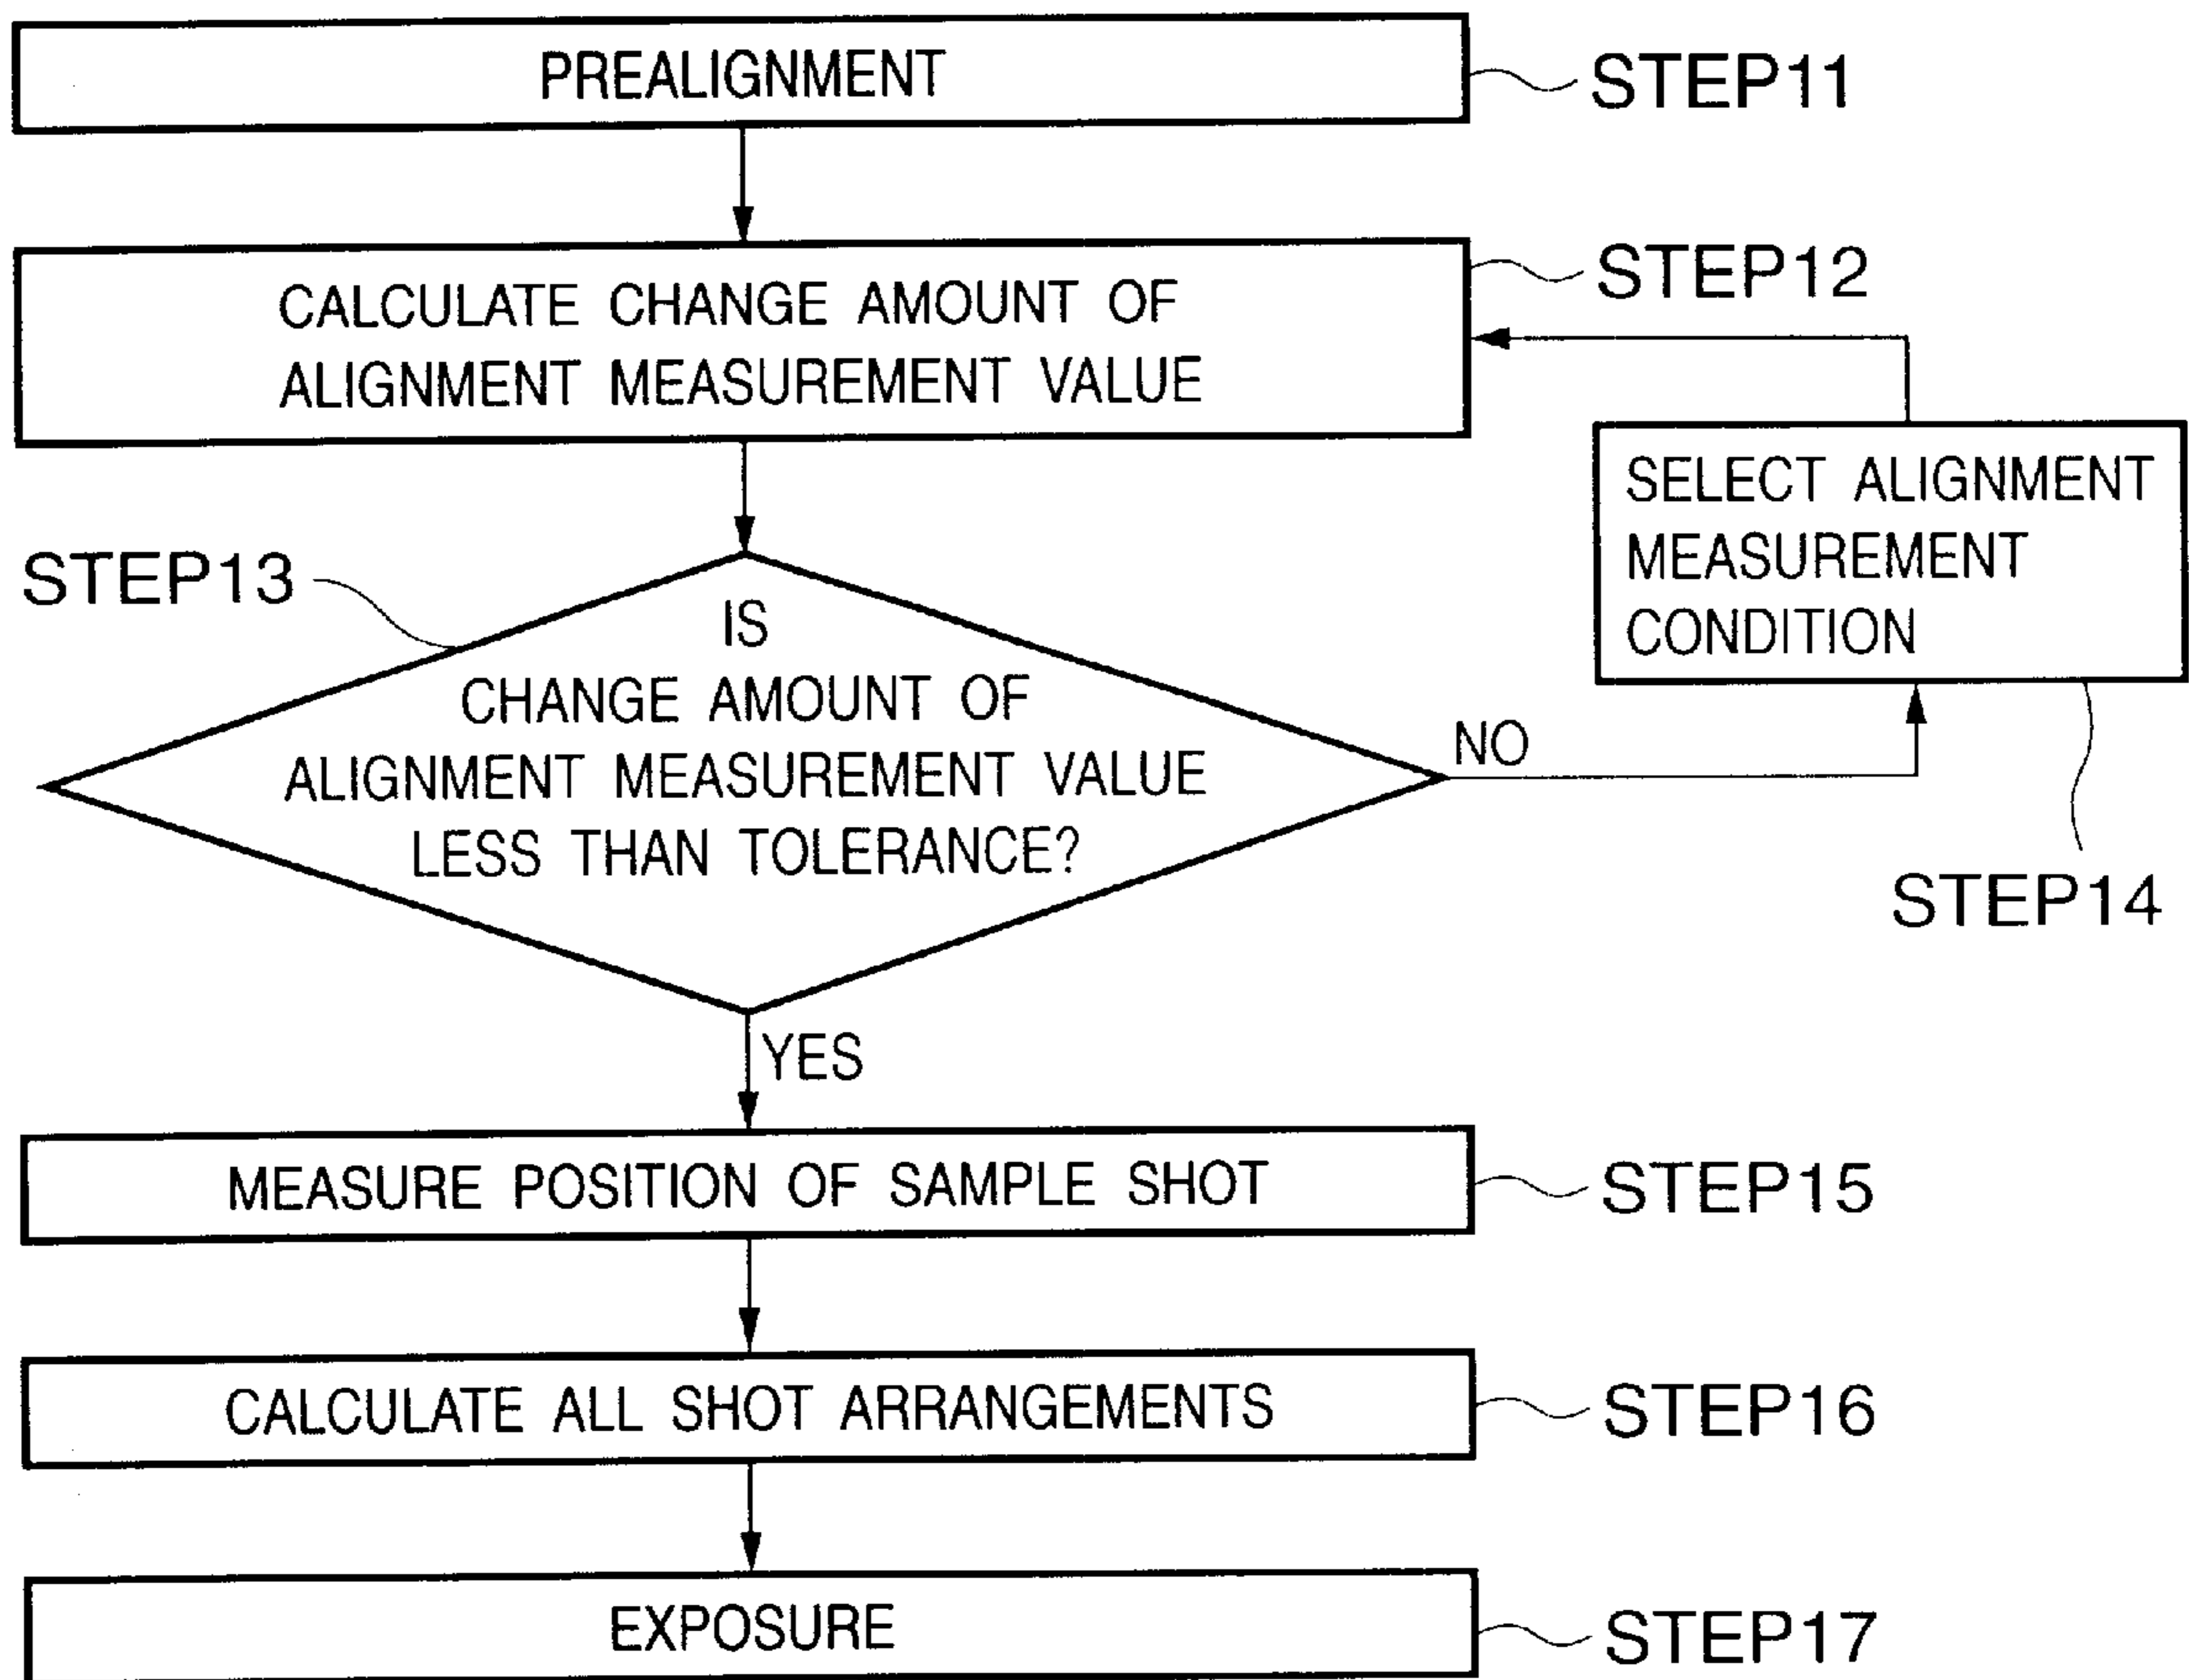 PREALIGNMENT
STEP11
STEP12
CALCULATE CHANGE AMOUNT OF
ALIGNMENT MEASUREMENT VALUE
SELECT ALIGNMENT
MEASUREMENT
CONDITION
STEP13
IS
CHANGE AMOUNT OF
ALIGNMENT MEASUREMENT VALUE
LESS THAN TOLERANCE?
NO
STEP14
YES
MEASURE POSITION OF SAMPLE SHOT
STEP15
CALCULATE ALL SHOT ARRANGEMENTS
STEP16
EXPOSURE
STEP17